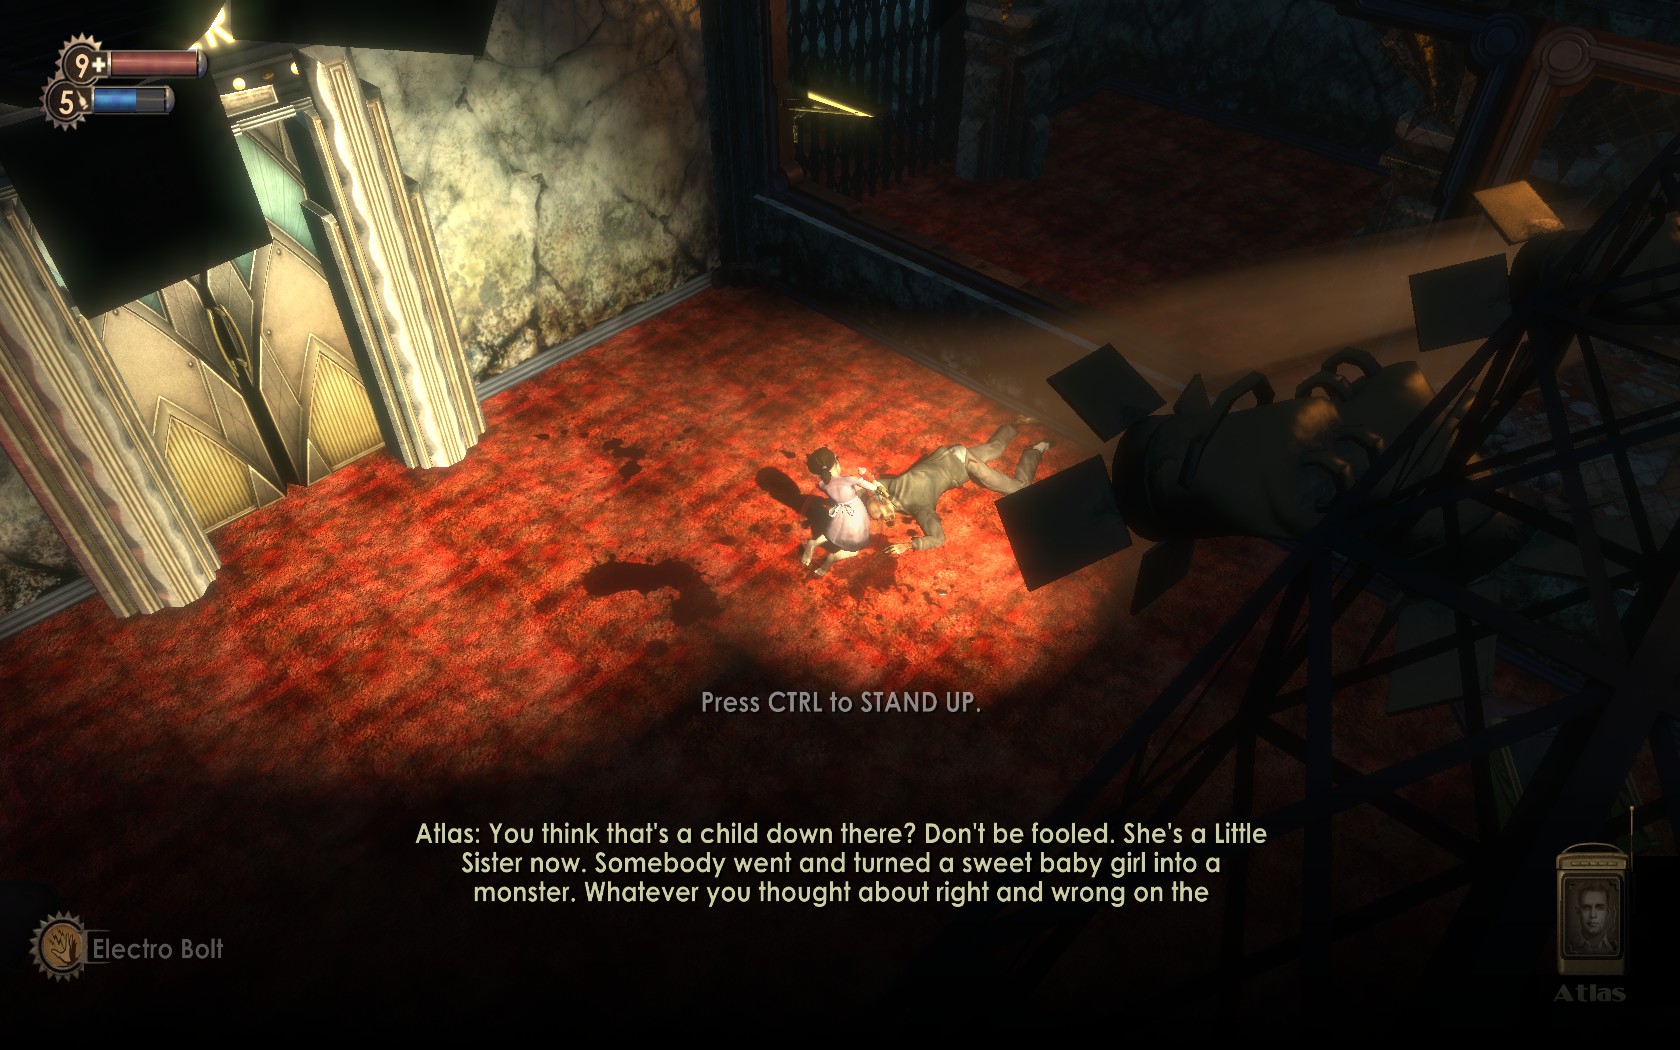 9
5
Press CTRL to STAND UP.
Atlas: You think that's a child down there? Don't be fooled. She's a Little
Sister now. Somebody went and turned a sweet baby girl into a
monster. Whatever you thought about right and wrong on the
Electro Bolt
Atlas